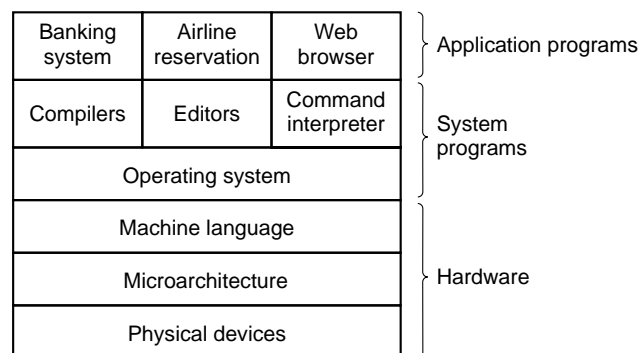 Banking system
Airline reservation
Web browser
Application programs
Compilers
Editors
Command interpreter
System programs
Operating system
Machine language
Microarchitecture
Hardware
Physical devices